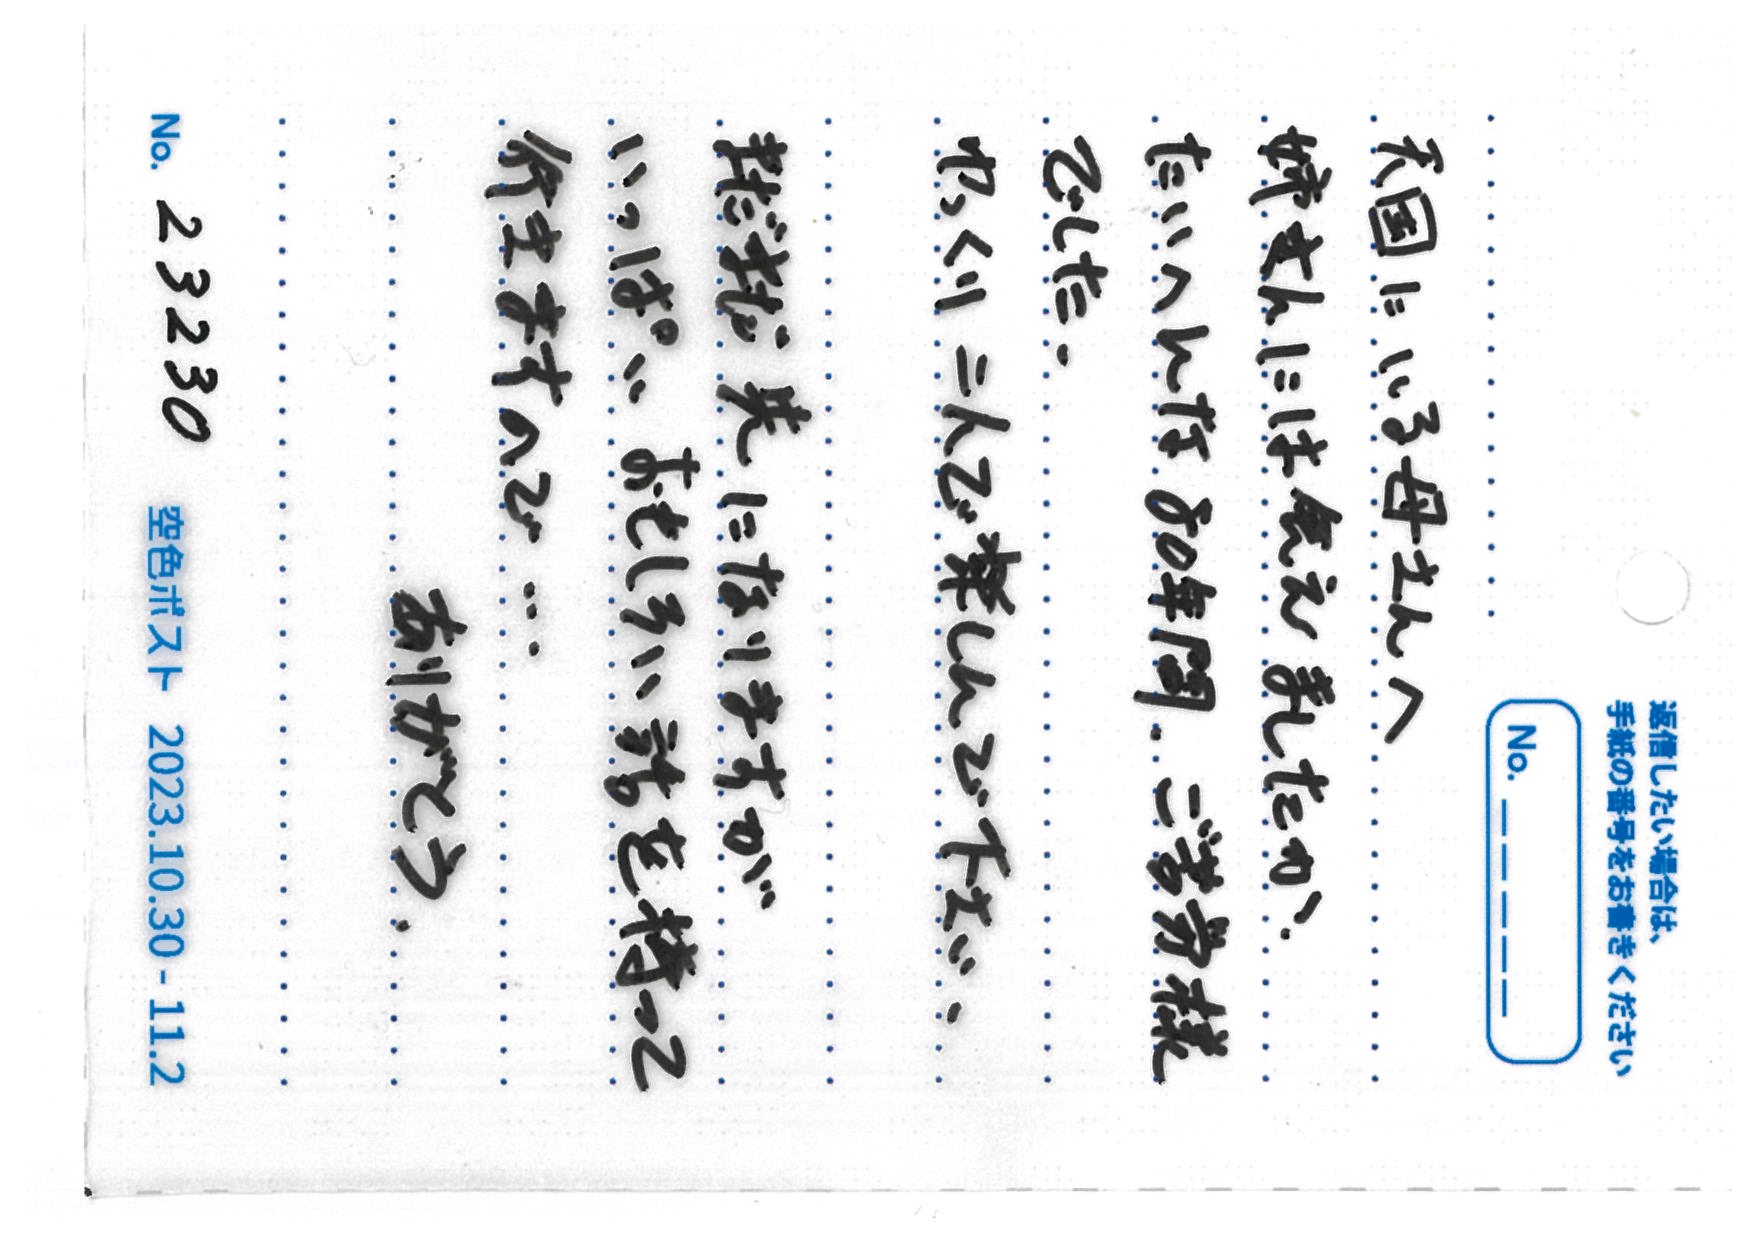 返信したい場合は、
手紙の番号をお書きください
No. _ _ _ _ _
天国にいる母さんへ
姉さんには会えましたか.
たいへんな80年間. ご苦労様
でした.
ゆっくり二人で楽しんで下さい.
まだまだ先になりますが
いっぱいおもしろい話を持って
行きますので…
ありがとう.
No. 23230 空色ポスト 2023.10.30 - 11.2